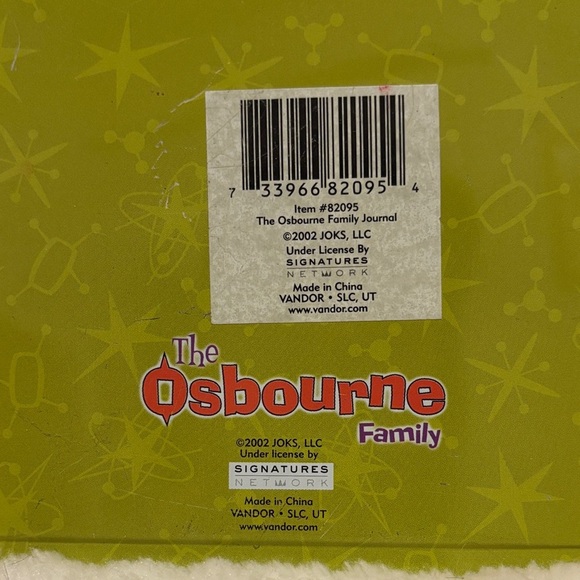 7 33966 82095 4
Item #82095
The Osbourne Family Journal
©2002 JOKS, LLC
Under License By
SIGNATURES
NETWORK
Made in China
VANDOR • SLC, UT
www.vandor.com
The
Osbourne
Family
©2002 JOKS, LLC
Under license by
SIGNATURES
NETWORK
Made in China
VANDOR • SLC, UT
www.vandor.com